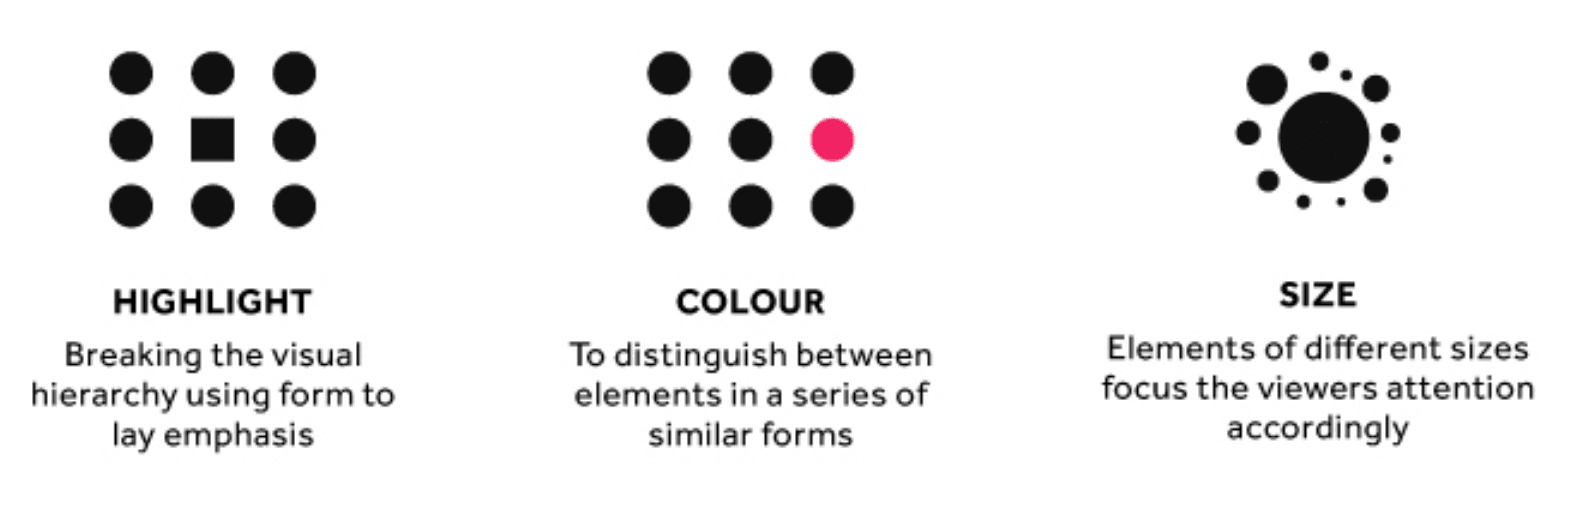 HIGHLIGHT
Breaking the visual
hierarchy using form to
lay emphasis
COLOUR
To distinguish between
elements in a series of
similar forms
SIZE
Elements of different sizes
focus the viewers attention
accordingly